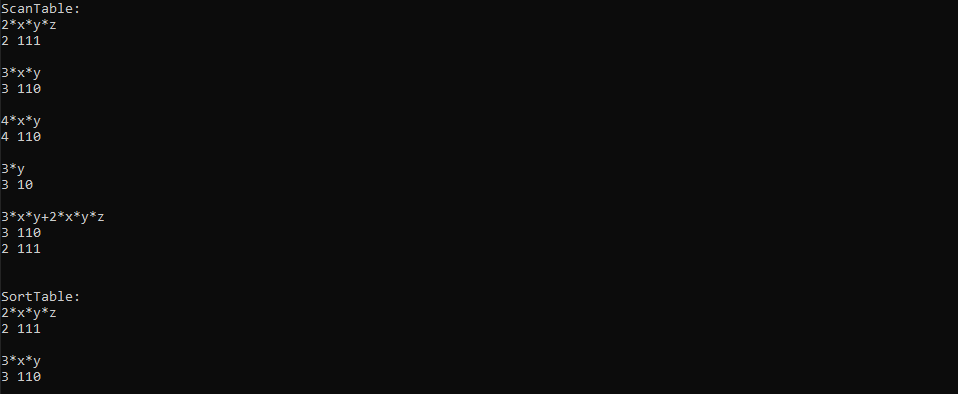 ScanTable:
2*x*y*z
2 111
3*x*y
3 110
4*x*y
4 110
3*y
3 10
3*x*y+2*x*y*z
3 110
2 111
SortTable:
2*x*y*z
2 111
3*x*y
3 110